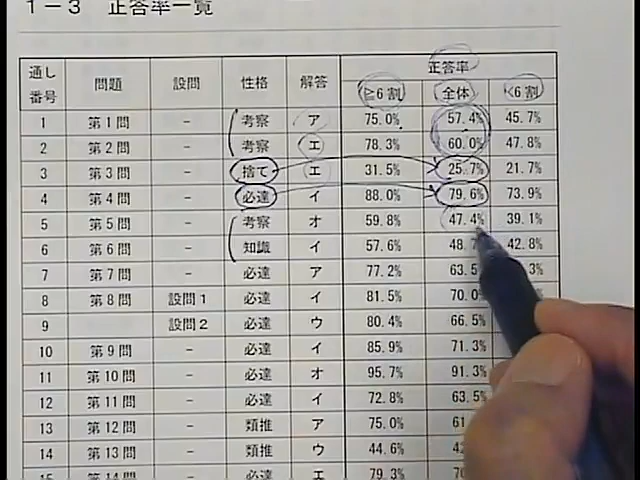 1－3 正答率一覧
通し番号 問題 設問 性格 解答 正答率
≧6割 全体 <6割
1 第1問 － 考察 ア 75.0% 57.4% 45.7%
2 第2問 － 考察 エ 78.3% 60.0% 47.8%
3 第3問 － 捨て エ 31.5% 25.7% 21.7%
4 第4問 － 必達 イ 88.0% 79.6% 73.9%
5 第5問 － 考察 オ 59.8% 47.4% 39.1%
6 第6問 － 知識 イ 57.6% 48. 42.8%
7 第7問 － 必達 ア 77.2% 63.5 3%
8 第8問 設問1 必達 イ 81.5% 70.0
9 設問2 必達 ウ 80.4% 66.5%
10 第9問 － 必達 イ 85.9% 71.3%
11 第10問 － 必達 オ 95.7% 91.3%
12 第11問 － 必達 イ 72.8% 63.5
13 第12問 － 類推 ア 75.0% 61
14 第13問 － 類推 ウ 44.6% 42
15 第14問 － 必達 エ 79.3%